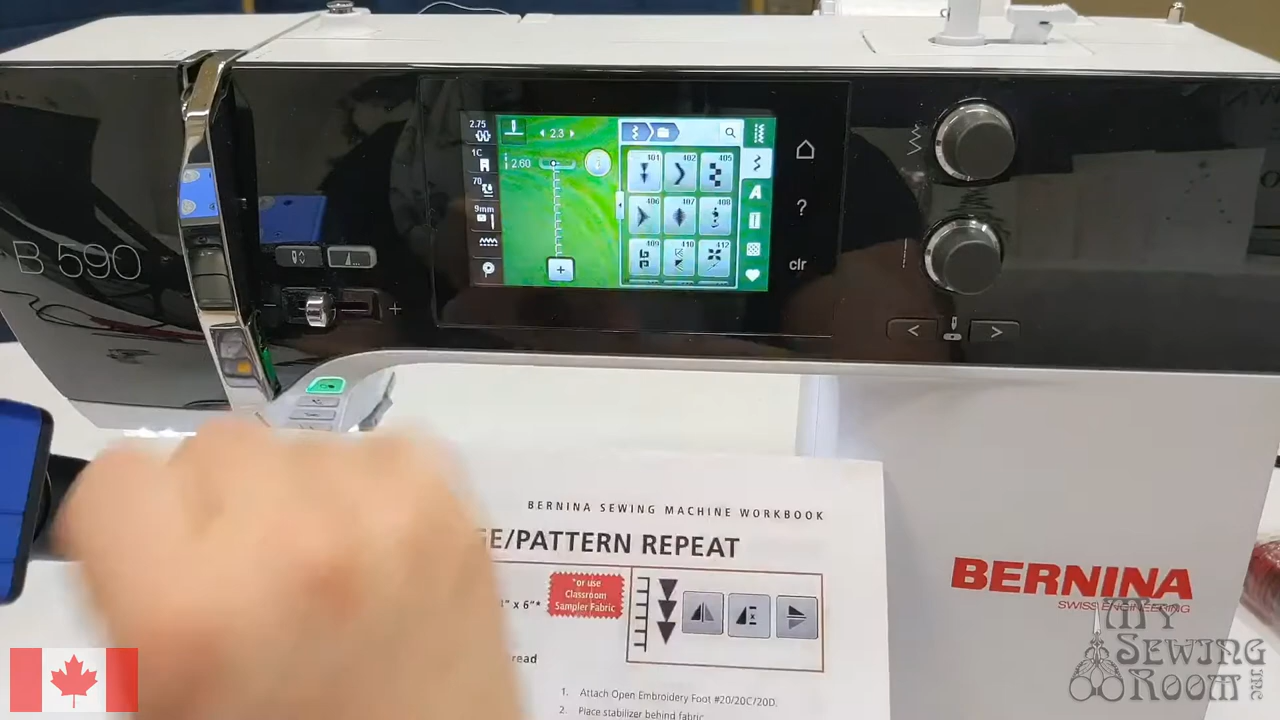 2.75
2.3
1C
2.60
70
9mm
101 102 405
406 407 408
409 410 412
A
?
clr
B 590
- +
< >
BERNINA SEWING MACHINE WORKBOOK
GE/PATTERN REPEAT
" x 6"*
*or use
Classroom
Sampler Fabric
read
1. Attach Open Embroidery Foot #20/20C/20D.
2. Place stabilizer behind fabric
BERNINA
SWISS ENGINEERING
MY
SEWING
ROOM INC